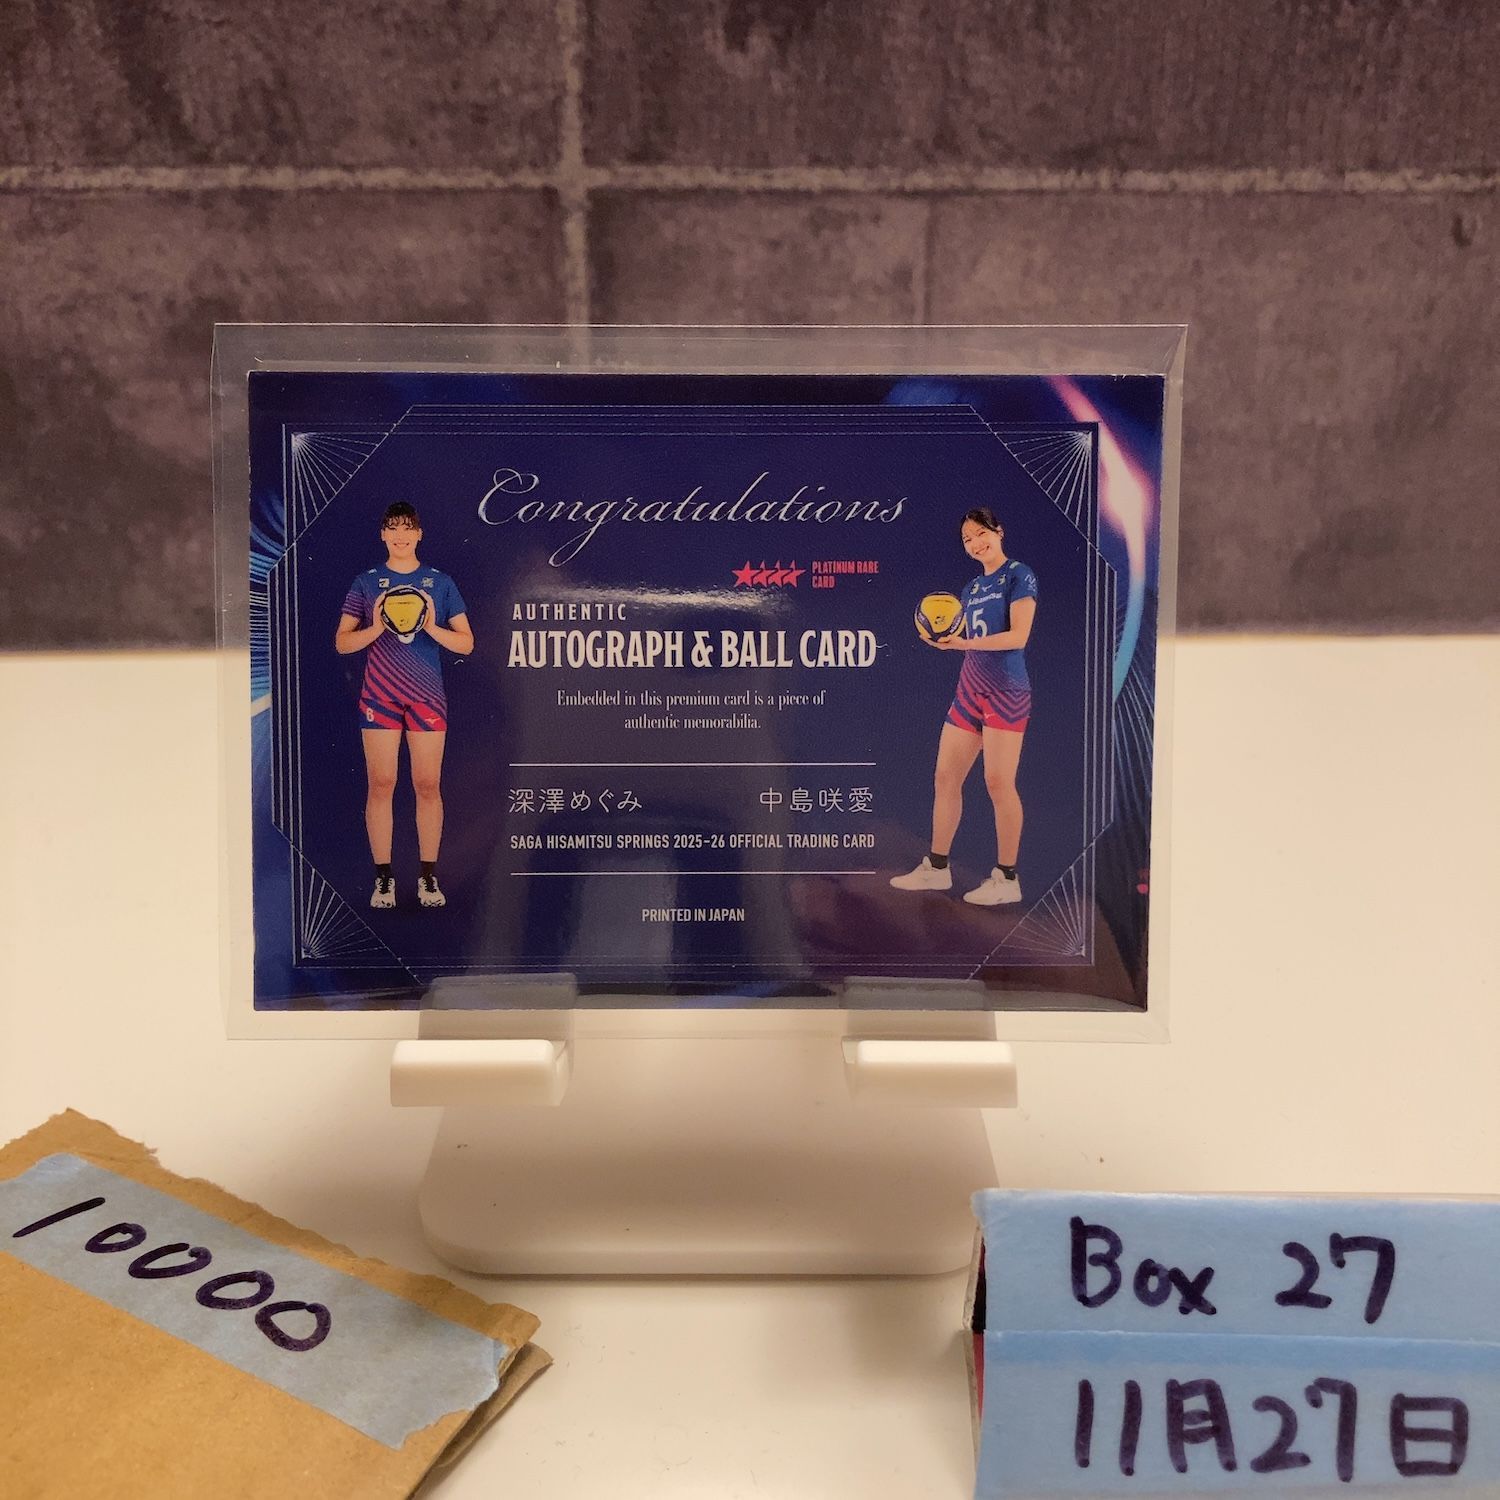 Congratulations
PLATINUM RARE
CARD
AUTHENTIC
AUTOGRAPH & BALL CARD
Embedded in this premium card is a piece of
authentic memorabilia.
深澤めぐみ 中島咲愛
SAGA HISAMITSU SPRINGS 2025-26 OFFICIAL TRADING CARD
PRINTED IN JAPAN
6
15
10000
Box 27
11月27日